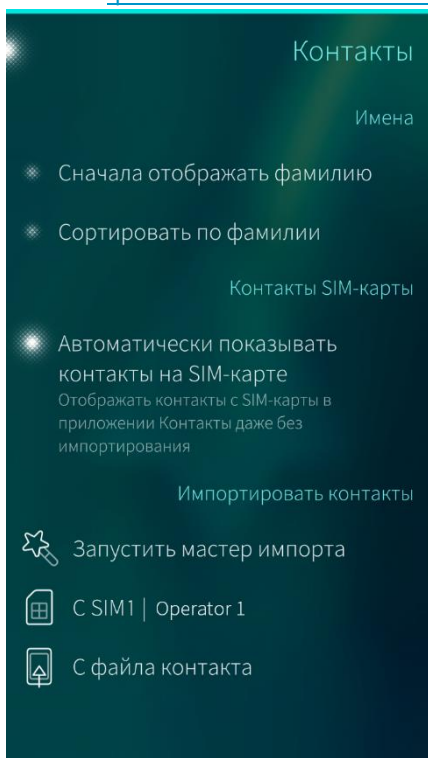 Контакты
Имена
Сначала отображать фамилию
Сортировать по фамилии
Контакты SIM-карты
Автоматически показывать
контакты на SIM-карте
Отображать контакты с SIM-карты в
приложении Контакты даже без
импортирования
Импортировать контакты
Запустить мастер импорта
С SIM1 | Operator 1
С файла контакта